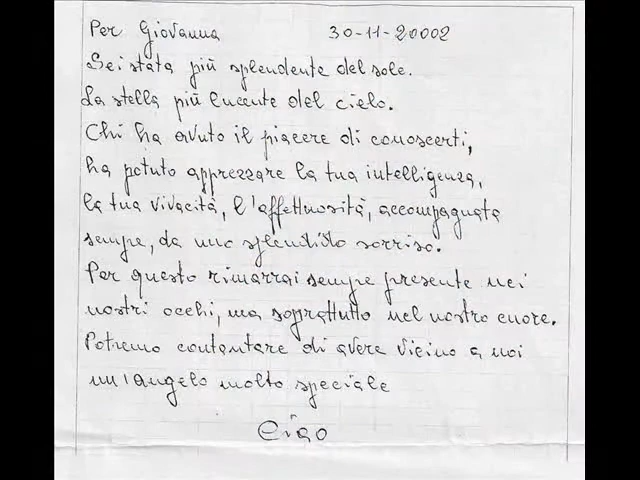 Per Giovanna 30-11-20002
Sei stata più splendente del sole.
La stella più lucente del cielo.
Chi ha avuto il piacere di conoscerti,
ha potuto apprezzare la tua intelligenza,
la tua vivacità, l'affettuosità, accompagnata
sempre, da uno splendido sorriso.
Per questo rimarrai sempre presente nei
nostri occhi, ma soprattutto nel nostro cuore.
Potremo contentare di avere vicino a noi
un'Angelo molto speciale
Ciao